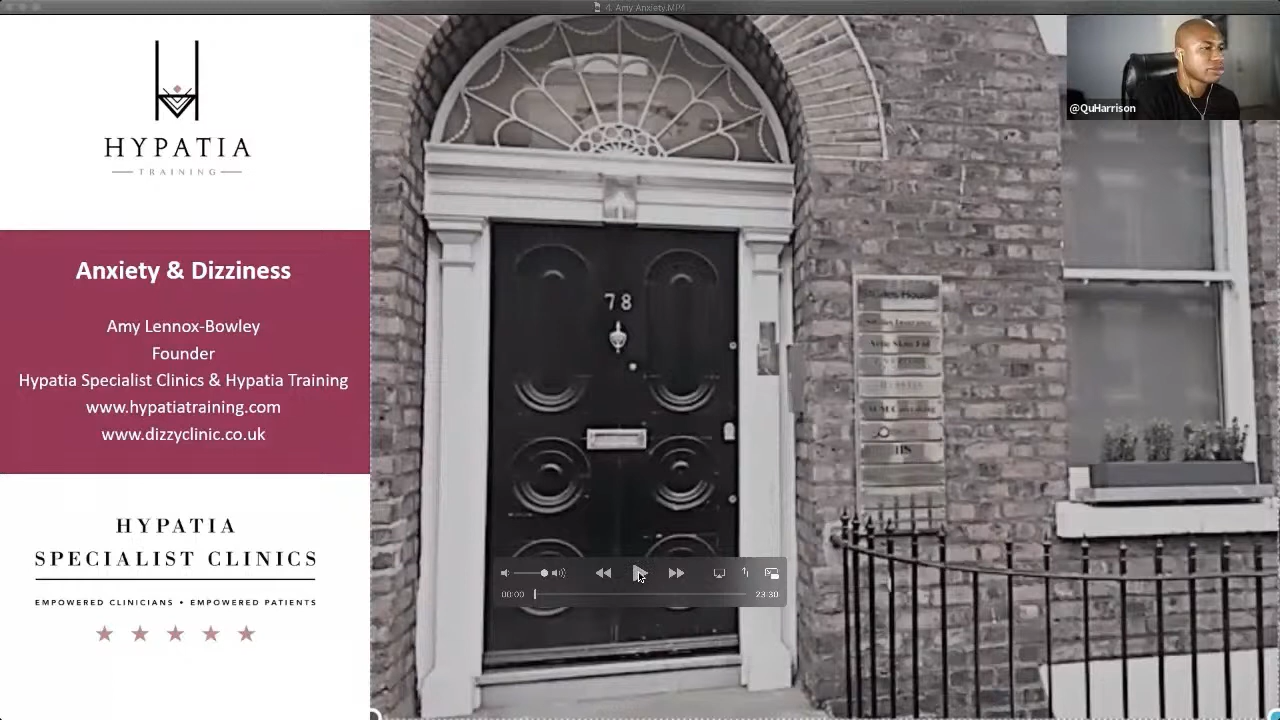 4. Amy Anxiety.MP4
HYPATIA
TRAINING
Anxiety & Dizziness
Amy Lennox-Bowley
Founder
Hypatia Specialist Clinics & Hypatia Training
www.hypatiatraining.com
www.dizzyclinic.co.uk
HYPATIA
SPECIALIST CLINICS
EMPOWERED CLINICIANS • EMPOWERED PATIENTS
78
@QuHarrison
00:00
23:30